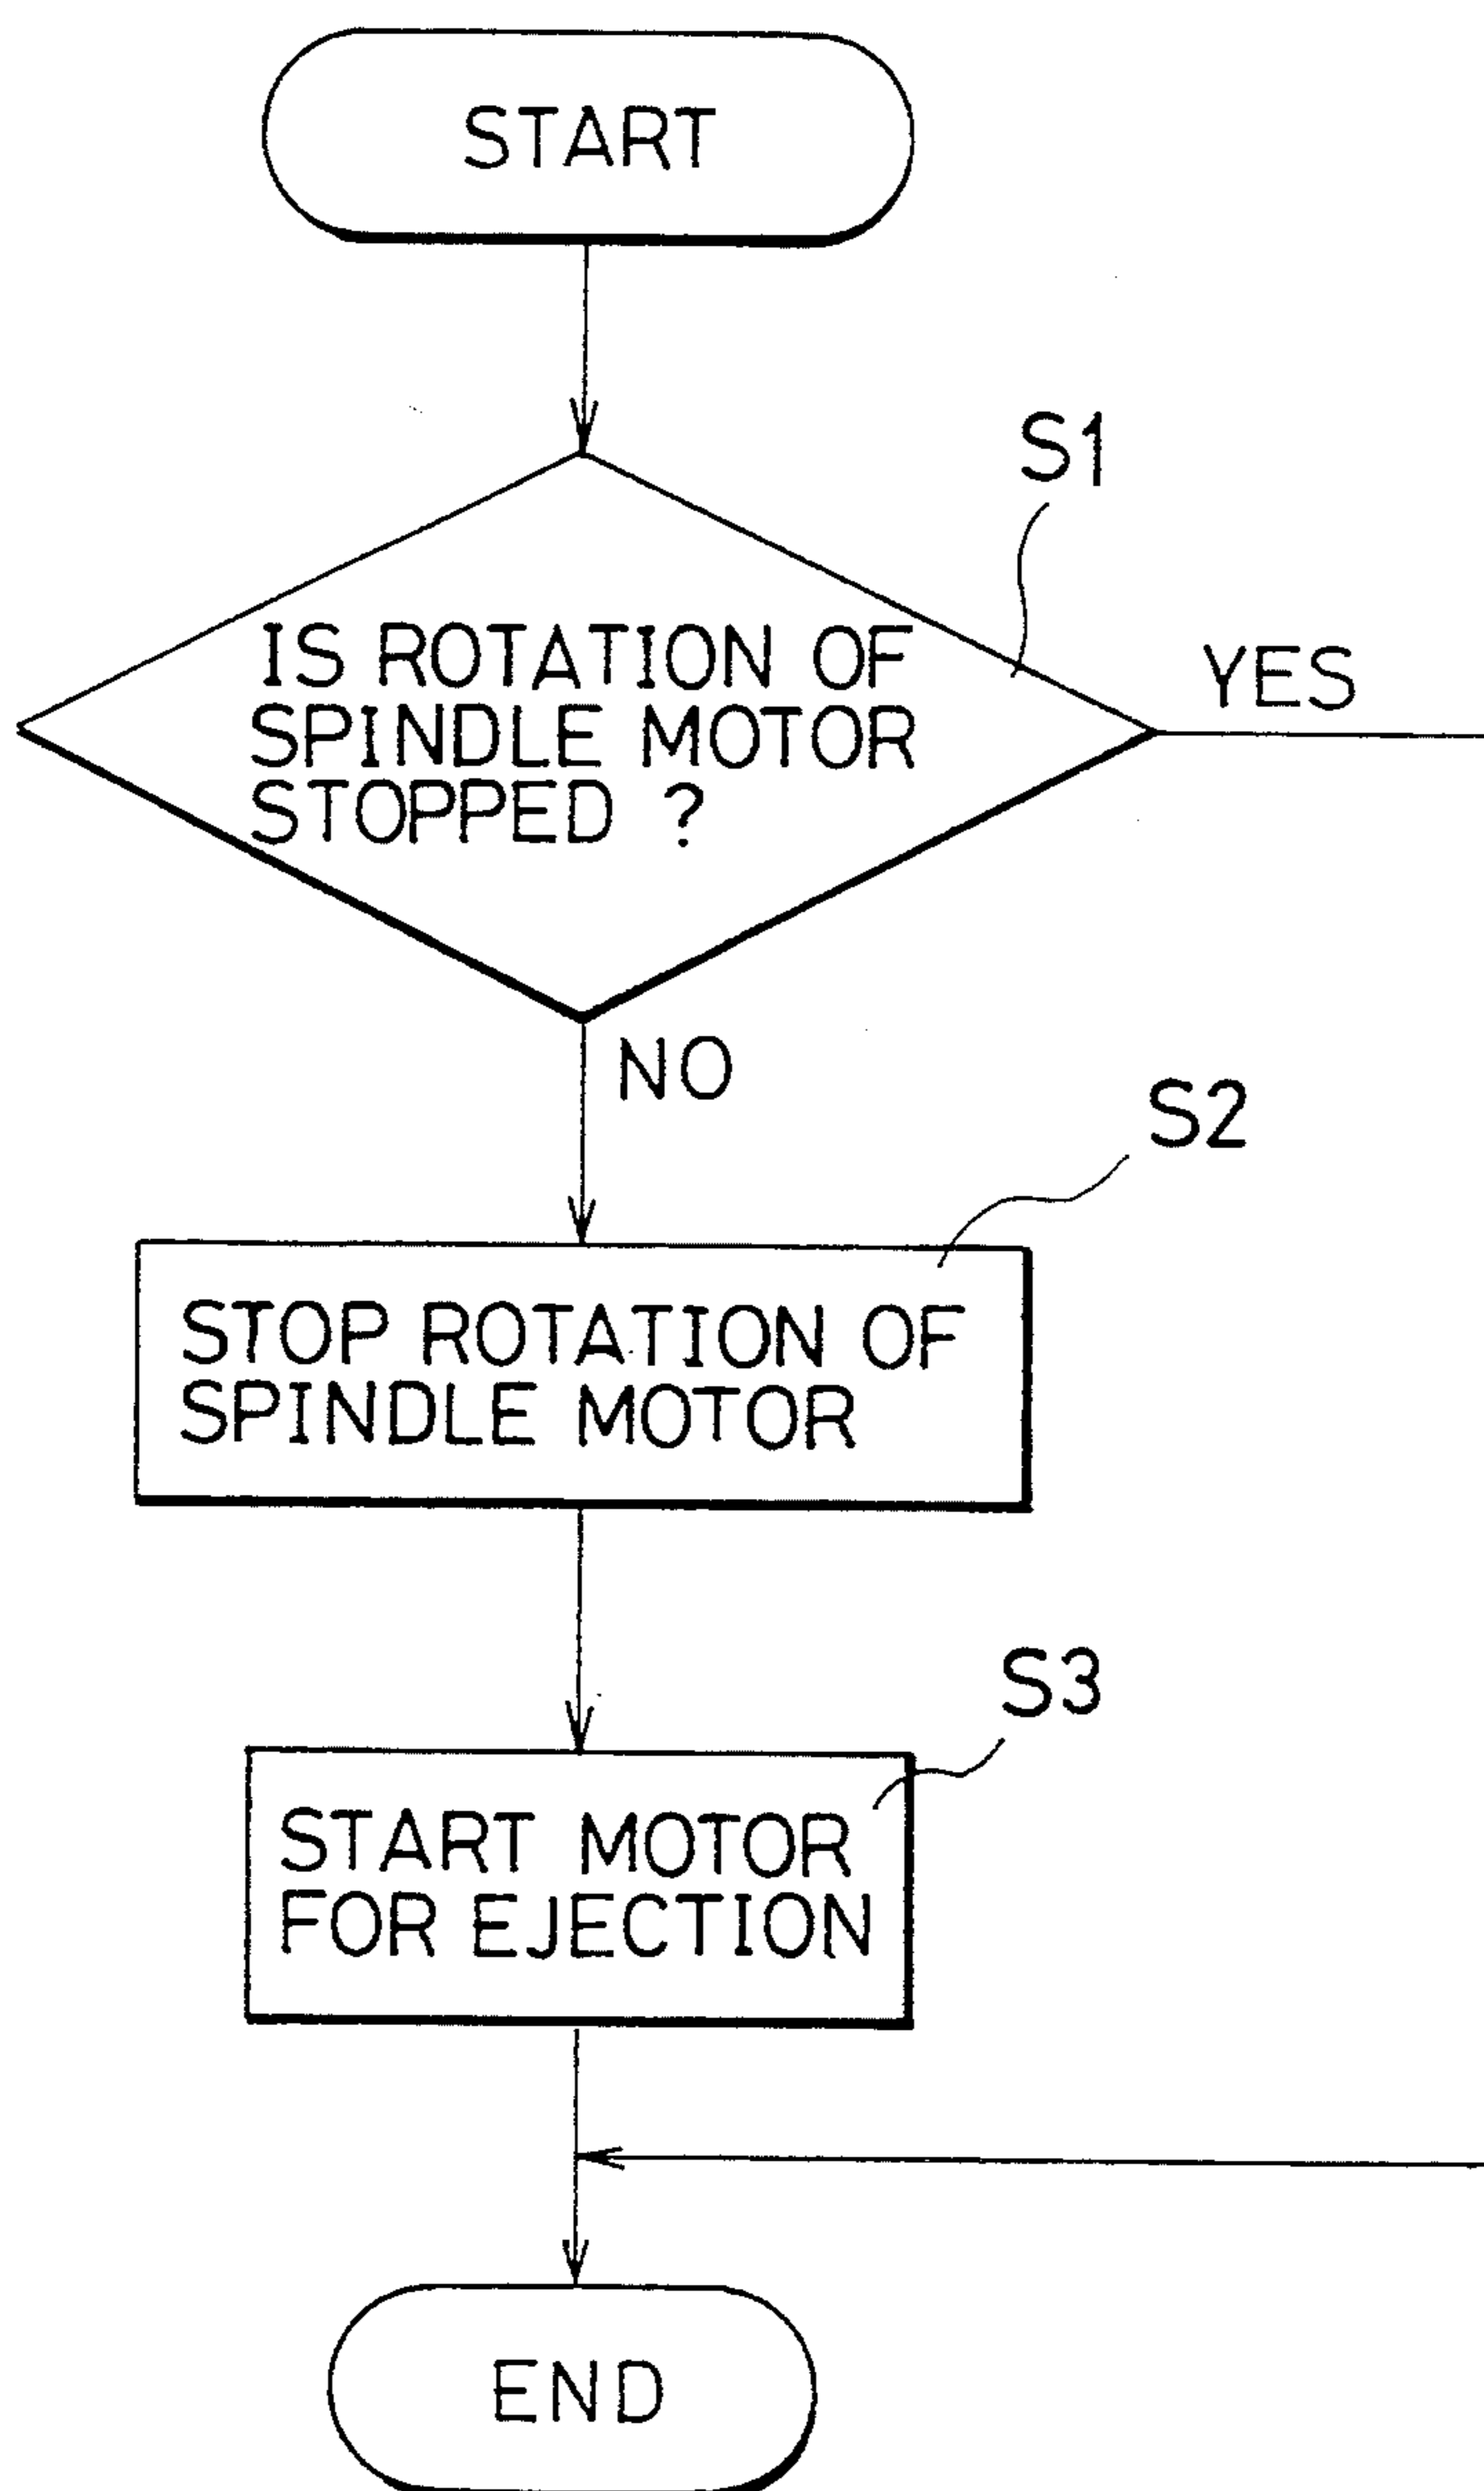 START
S1
IS ROTATION OF
SPINDLE MOTOR
STOPPED ?
YES
NO
S2
STOP ROTATION OF
SPINDLE MOTOR
S3
START MOTOR
FOR EJECTION
END